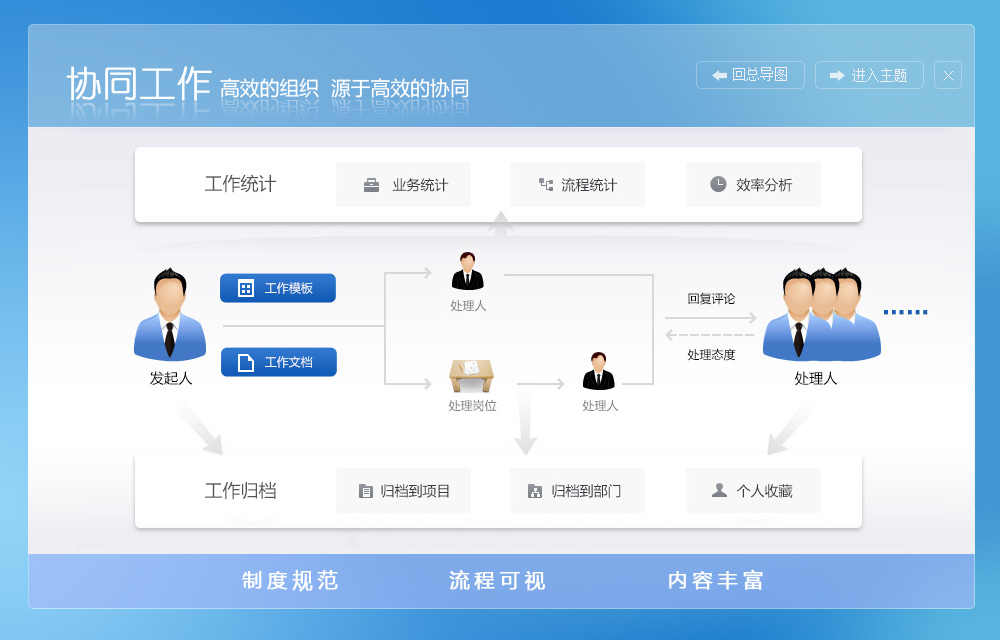 协同工作 高效的组织 源于高效的协同
回总导图
进入主题
工作统计 业务统计 流程统计 效率分析
工作模板
处理人
回复评论
工作文档
处理态度
发起人
处理岗位
处理人
处理人
工作归档 归档到项目 归档到部门 个人收藏
制度规范 流程可视 内容丰富